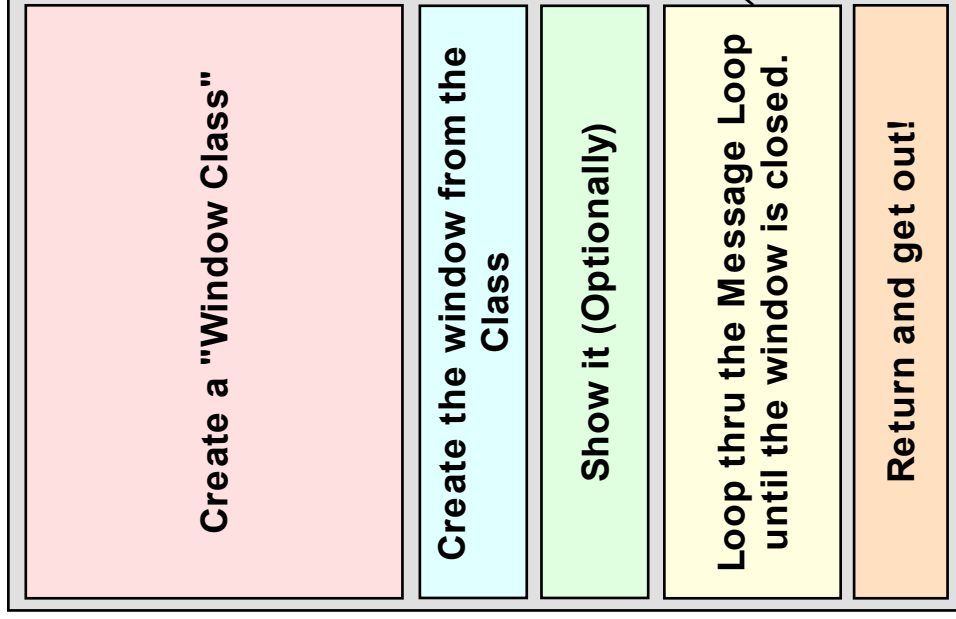 Create a "Window Class"
Create the window from the
Class
Show it (Optionally)
Loop thru the Message Loop
until the window is closed.
Return and get out!